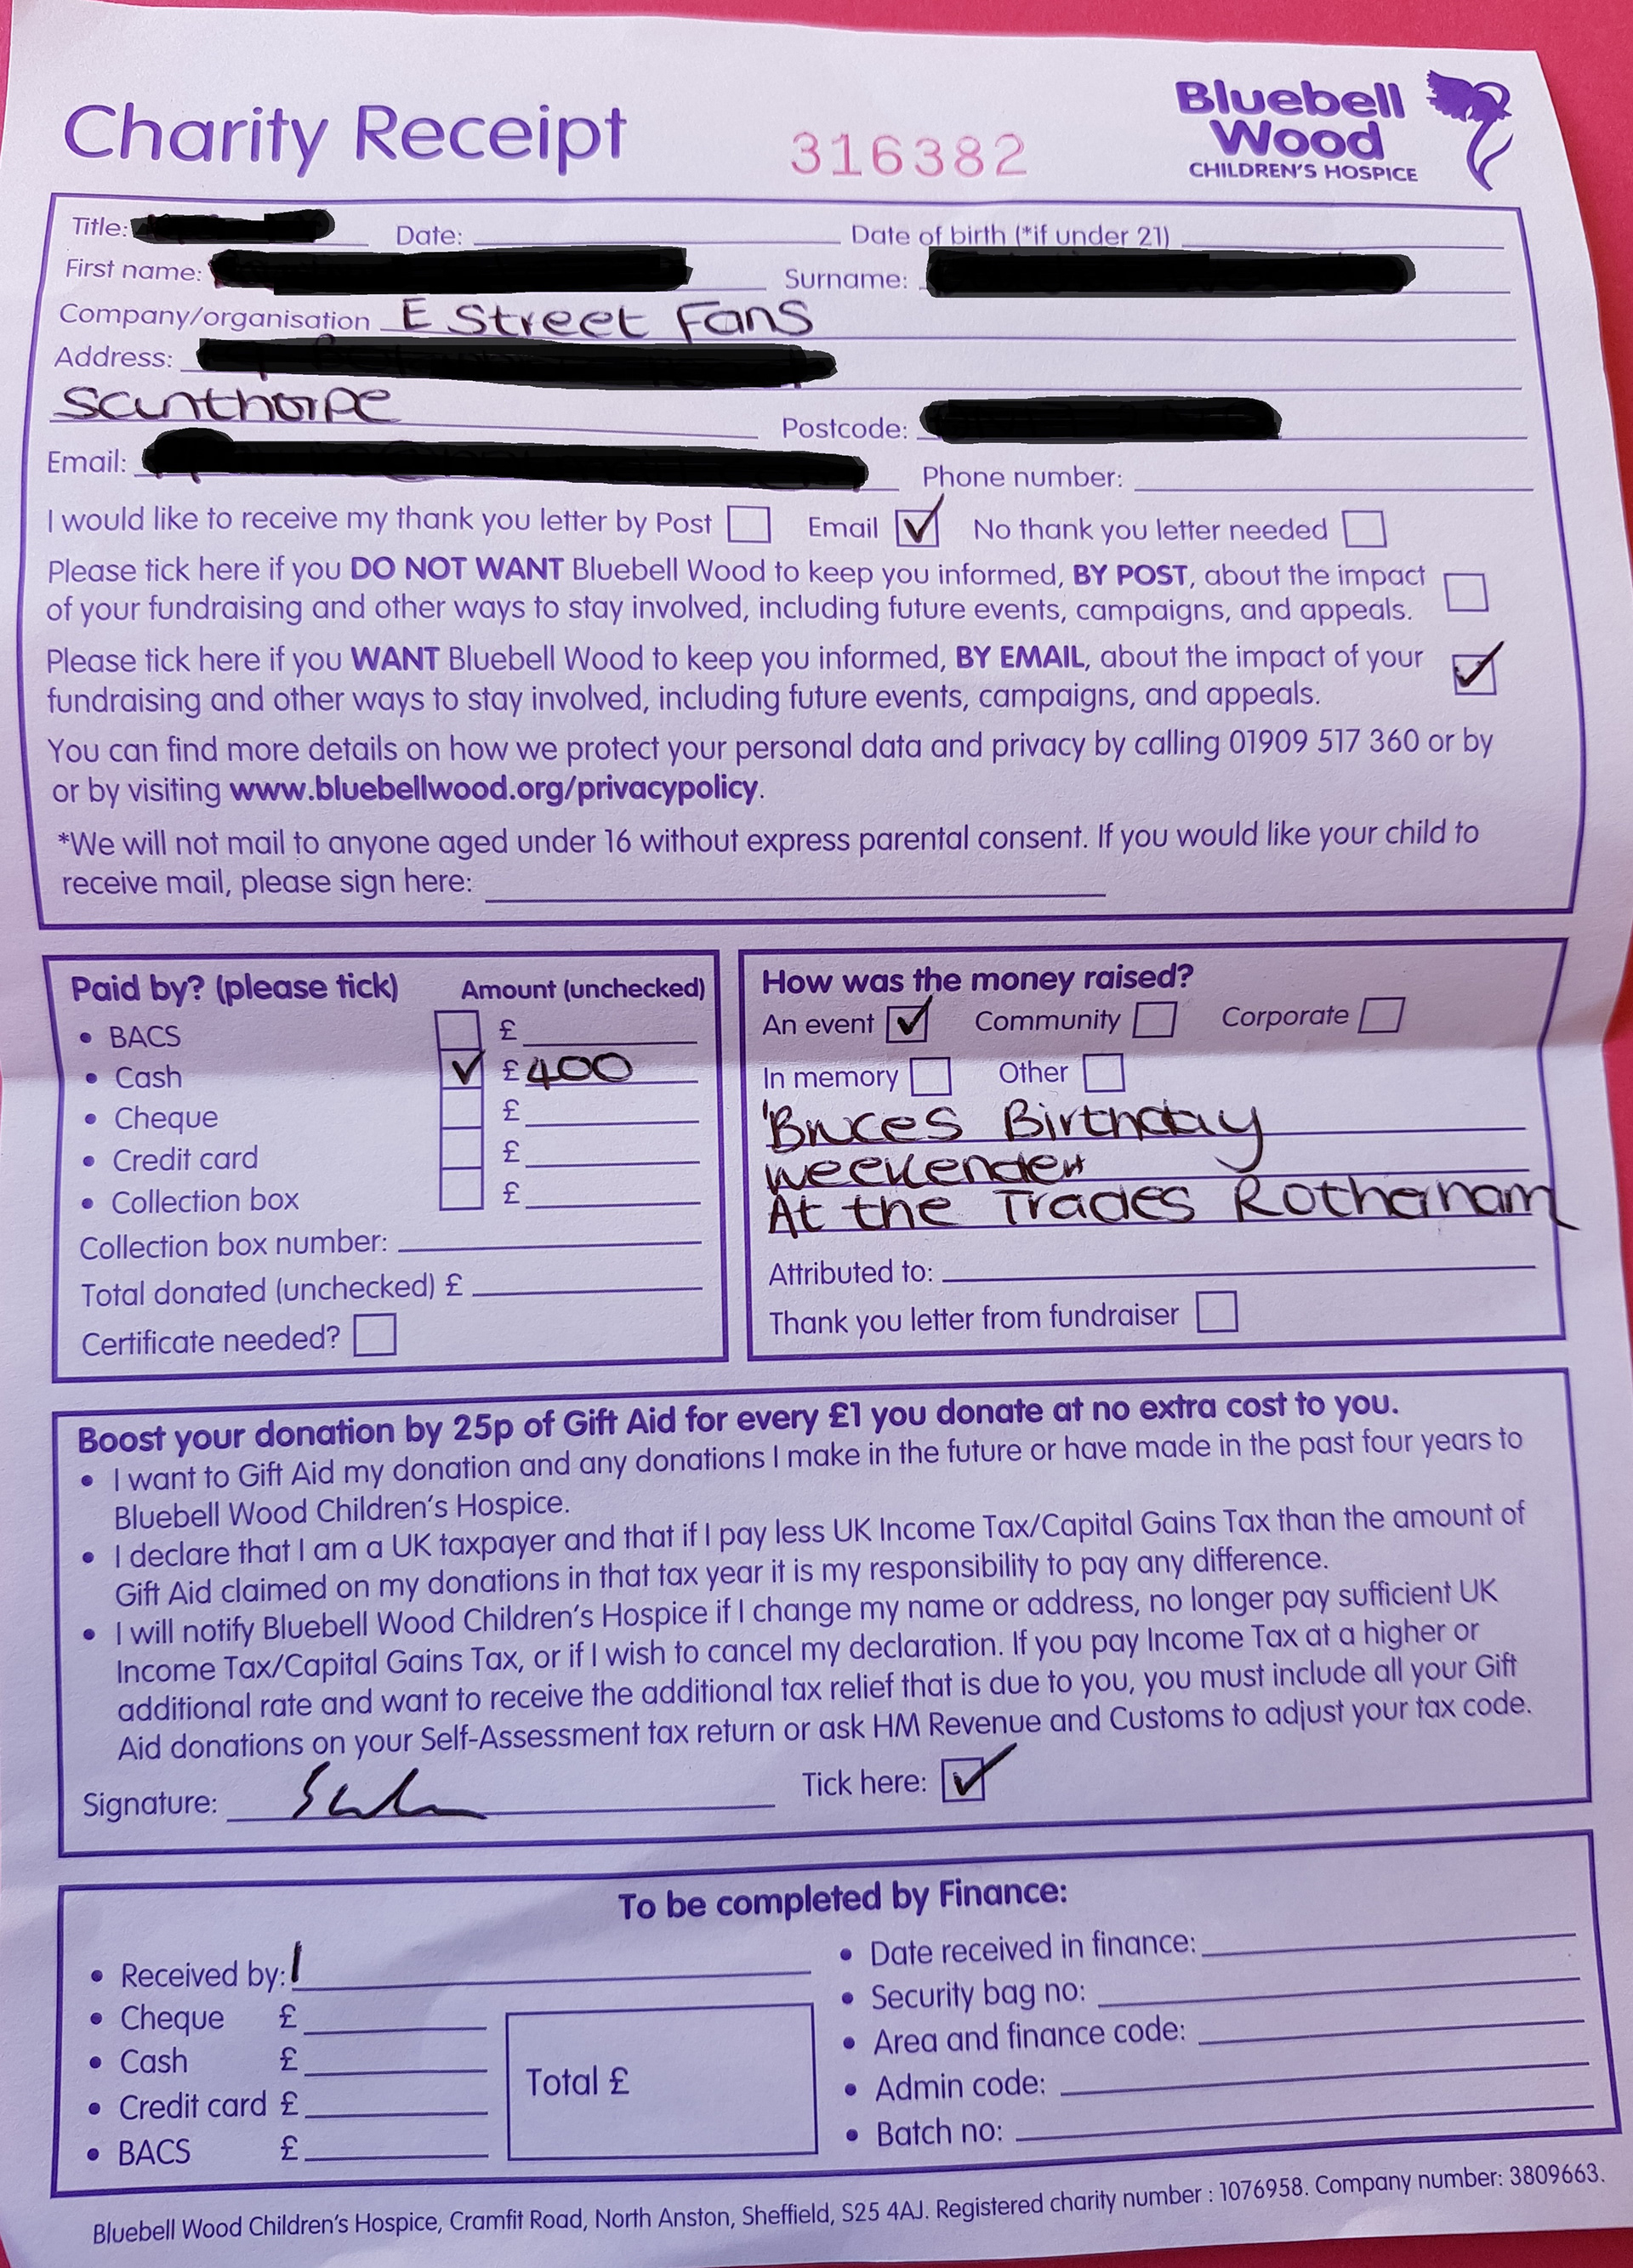 Charity Receipt
316382
Bluebell
Wood
CHILDREN'S HOSPICE
Title: Date: Date of birth (*if under 21)
First name: Surname:
Company/organisation E Street Fans
Address:
Scunthorpe
Postcode:
Email: Phone number:
I would like to receive my thank you letter by Post Email No thank you letter needed
Please tick here if you DO NOT WANT Bluebell Wood to keep you informed, BY POST, about the impact
of your fundraising and other ways to stay involved, including future events, campaigns, and appeals.
Please tick here if you WANT Bluebell Wood to keep you informed, BY EMAIL, about the impact of your
fundraising and other ways to stay involved, including future events, campaigns, and appeals.
You can find more details on how we protect your personal data and privacy by calling 01909 517 360 or by
or by visiting www.bluebellwood.org/privacypolicy.
*We will not mail to anyone aged under 16 without express parental consent. If you would like your child to
receive mail, please sign here:
Paid by? (please tick) Amount (unchecked)
• BACS £
• Cash £400
• Cheque £
• Credit card £
• Collection box £
Collection box number:
Total donated (unchecked) £
Certificate needed?
How was the money raised?
An event Community Corporate
In memory Other
'Bruces Birthday
weekender
At the Trades Rotherham
Attributed to:
Thank you letter from fundraiser
Boost your donation by 25p of Gift Aid for every £1 you donate at no extra cost to you.
• I want to Gift Aid my donation and any donations I make in the future or have made in the past four years to
Bluebell Wood Children's Hospice.
• I declare that I am a UK taxpayer and that if I pay less UK Income Tax/Capital Gains Tax than the amount of
Gift Aid claimed on my donations in that tax year it is my responsibility to pay any difference.
• I will notify Bluebell Wood Children's Hospice if I change my name or address, no longer pay sufficient UK
Income Tax/Capital Gains Tax, or if I wish to cancel my declaration. If you pay Income Tax at a higher or
additional rate and want to receive the additional tax relief that is due to you, you must include all your Gift
Aid donations on your Self-Assessment tax return or ask HM Revenue and Customs to adjust your tax code.
Signature: Tick here:
To be completed by Finance:
• Received by:
• Cheque £
• Cash £
• Credit card £
• BACS £
Total £
• Date received in finance:
• Security bag no:
• Area and finance code:
• Admin code:
• Batch no:
Bluebell Wood Children's Hospice, Cramfit Road, North Anston, Sheffield, S25 4AJ. Registered charity number : 1076958. Company number: 3809663.